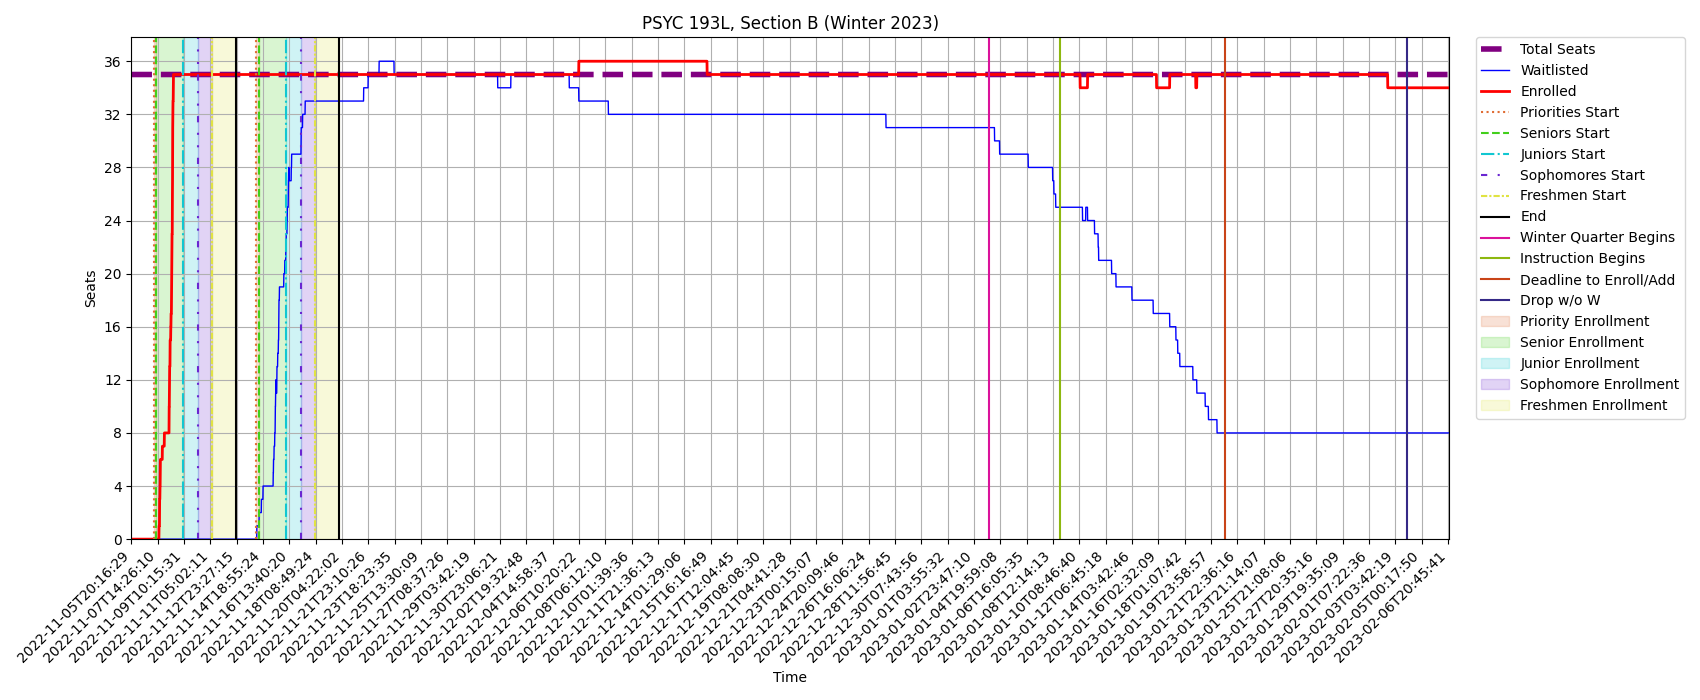 PSYC 193L, Section B (Winter 2023)
Seats
36
32
28
24
20
16
12
8
4
0
2022-11-05T20:16:29
2022-11-07T14:26:10
2022-11-09T10:15:31
2022-11-11T05:02:11
2022-11-12T23:27:15
2022-11-14T18:55:24
2022-11-16T13:40:20
2022-11-18T08:49:24
2022-11-20T04:22:02
2022-11-21T23:10:26
2022-11-23T18:23:35
2022-11-25T13:30:09
2022-11-27T08:37:26
2022-11-29T03:42:19
2022-11-30T23:06:21
2022-12-02T19:32:48
2022-12-04T14:58:37
2022-12-06T10:20:22
2022-12-08T06:12:10
2022-12-10T01:39:36
2022-12-11T21:36:13
2022-12-14T01:29:06
2022-12-15T16:16:49
2022-12-17T12:04:45
2022-12-19T08:08:30
2022-12-21T04:41:28
2022-12-23T00:15:07
2022-12-24T20:09:46
2022-12-26T16:06:24
2022-12-28T11:56:45
2022-12-30T07:43:56
2023-01-01T03:55:32
2023-01-02T23:47:10
2023-01-04T19:59:08
2023-01-06T16:05:35
2023-01-08T12:14:13
2023-01-10T08:46:40
2023-01-12T06:45:18
2023-01-14T03:42:46
2023-01-16T02:32:09
2023-01-18T01:07:42
2023-01-19T23:58:57
2023-01-21T22:36:16
2023-01-23T21:14:07
2023-01-25T21:08:06
2023-01-27T20:35:16
2023-01-29T19:35:09
2023-02-01T07:22:36
2023-02-03T03:42:19
2023-02-05T00:17:50
2023-02-06T20:45:41
Time
Total Seats
Waitlisted
Enrolled
Priorities Start
Seniors Start
Juniors Start
Sophomores Start
Freshmen Start
End
Winter Quarter Begins
Instruction Begins
Deadline to Enroll/Add
Drop w/o W
Priority Enrollment
Senior Enrollment
Junior Enrollment
Sophomore Enrollment
Freshmen Enrollment